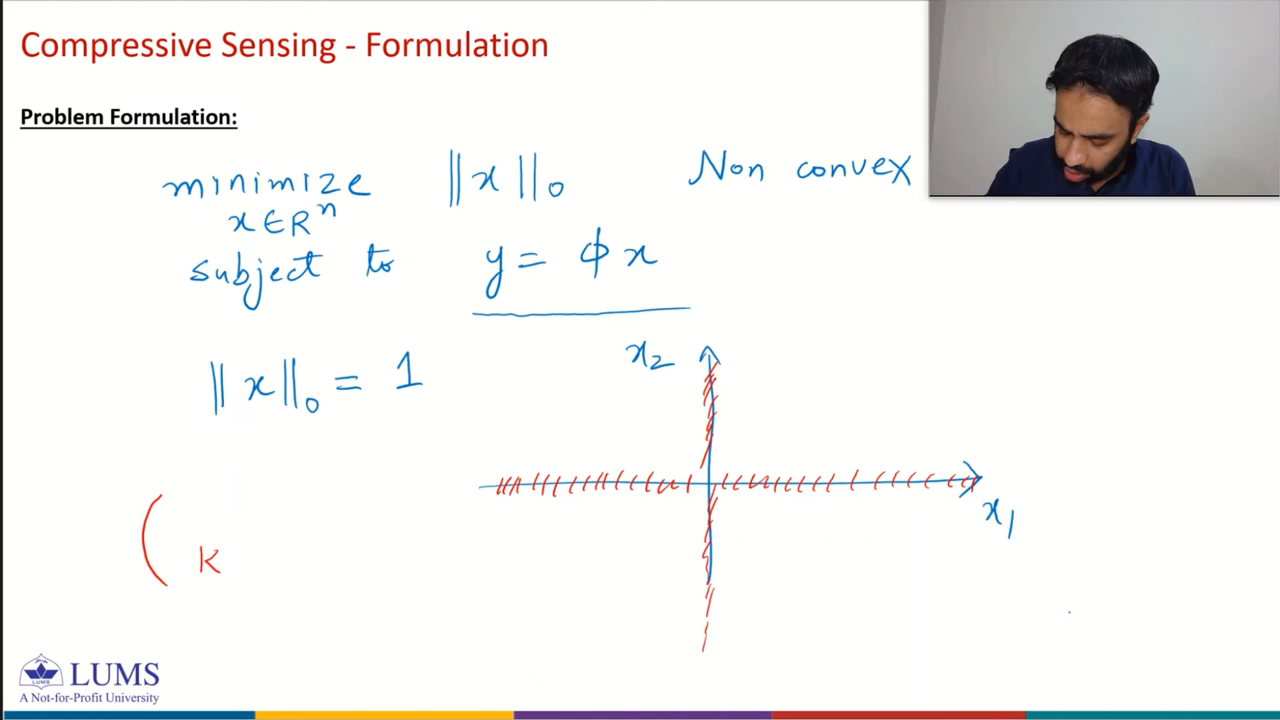 Compressive Sensing - Formulation
Problem Formulation:
minimize ||x||₀ Non convex
x∈Rⁿ
subject to y = ϕx
x₂
||x||₀ = 1
x₁
( K
LUMS
LUMS
A Not-for-Profit University